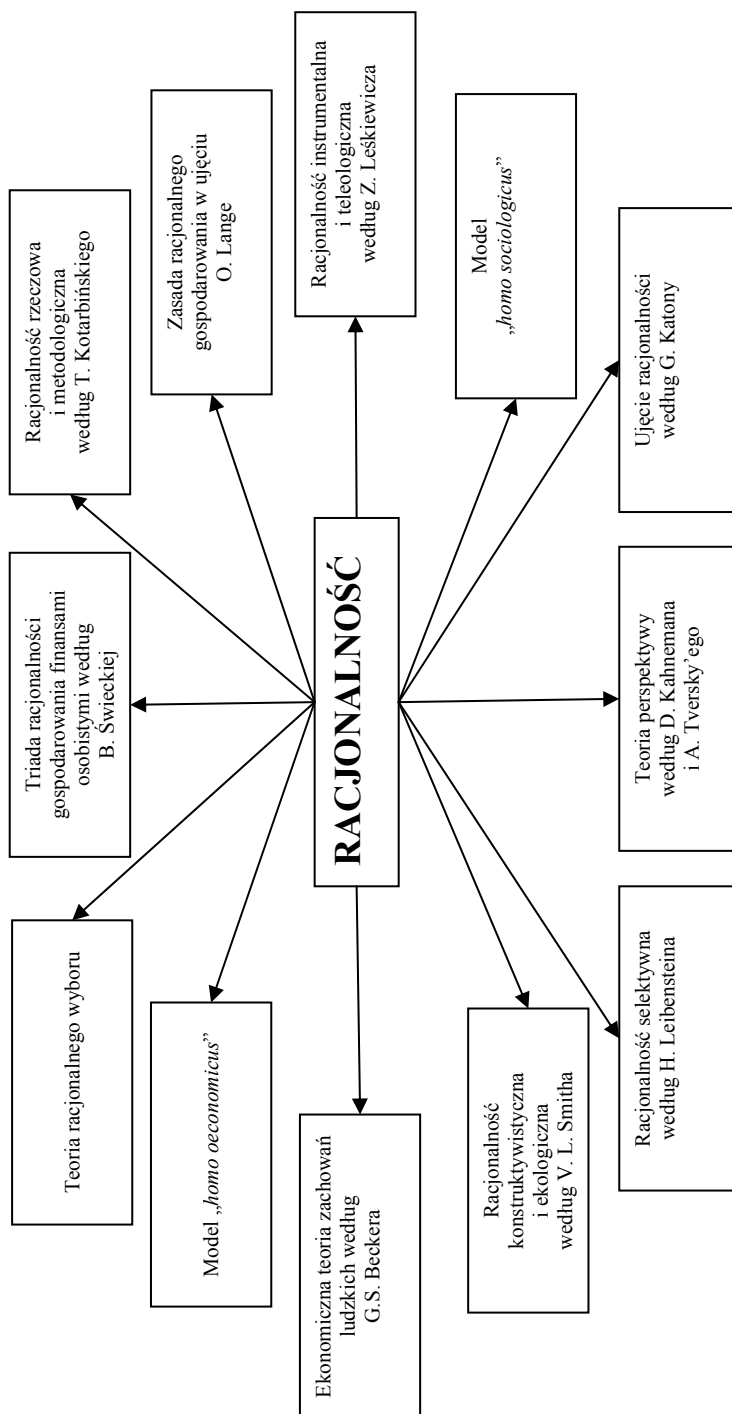 Teoria racjonalnego wyboru
Triada racjonalności
gospodarowania finansami
osobistymi według
B. Świeckiej
Racjonalność rzeczowa
i metodologiczna
według T. Kotarbińskiego
Model „homo oeconomicus”
Zasada racjonalnego
gospodarowania w ujęciu
O. Lange
Ekonomiczna teoria zachowań
ludzkich według
G.S. Beckera
RACJONALNOŚĆ
Racjonalność instrumentalna
i teleologiczna
według Z. Leśkiewicza
Racjonalność
konstruktywistyczna
i ekologiczna
według V. L. Smitha
Model
„homo sociologicus”
Racjonalność selektywna
według H. Leibensteina
Teoria perspektywy
według D. Kahnemana
i A. Tversky’ego
Ujęcie racjonalności
według G. Katony